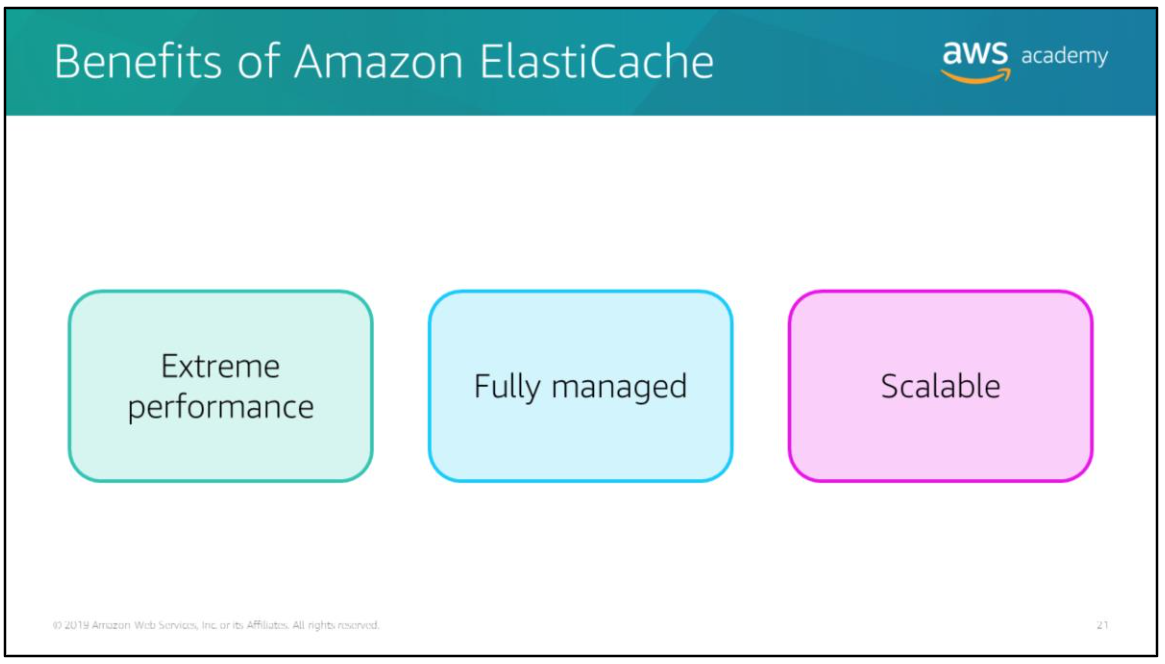 Benefits of Amazon ElastiCache
aws academy
Extreme
performance
Fully managed
Scalable
© 2019 Amazon Web Services, Inc. or its Affiliates. All rights reserved.
21